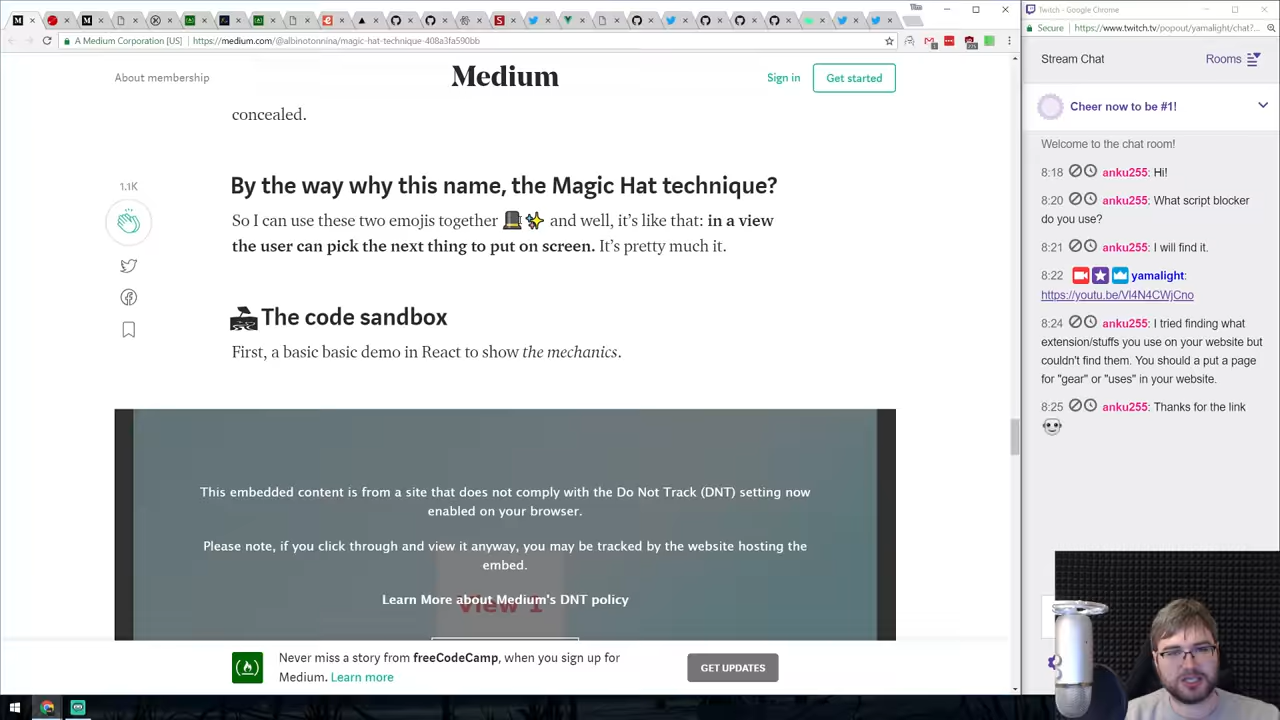 Tim
Twitch - Google Chrome
A Medium Corporation [US]
https://medium.com/@albinotonnina/magic-hat-technique-408a3fa590bb
Secure
https://www.twitch.tv/popout/yamalight/chat?...
About membership
Medium
Sign in
Get started
concealed.
1.1K
By the way why this name, the Magic Hat technique?
So I can use these two emojis together 🎩✨ and well, it's like that: in a view
the user can pick the next thing to put on screen. It's pretty much it.
The code sandbox
First, a basic basic demo in React to show the mechanics.
This embedded content is from a site that does not comply with the Do Not Track (DNT) setting now
enabled on your browser.
Please note, if you click through and view it anyway, you may be tracked by the website hosting the
embed.
Learn More about Medium's DNT policy
View 1
Never miss a story from freeCodeCamp, when you sign up for
Medium. Learn more
GET UPDATES
Stream Chat
Rooms
Cheer now to be #1!
Welcome to the chat room!
8:18 anku255: Hi!
8:20 anku255: What script blocker
do you use?
8:21 anku255: I will find it.
8:22 yamalight:
https://youtu.be/Vl4N4CWjCno
8:24 anku255: I tried finding what
extension/stuffs you use on your website but
couldn't find them. You should a put a page
for "gear" or "uses" in your website.
8:25 anku255: Thanks for the link